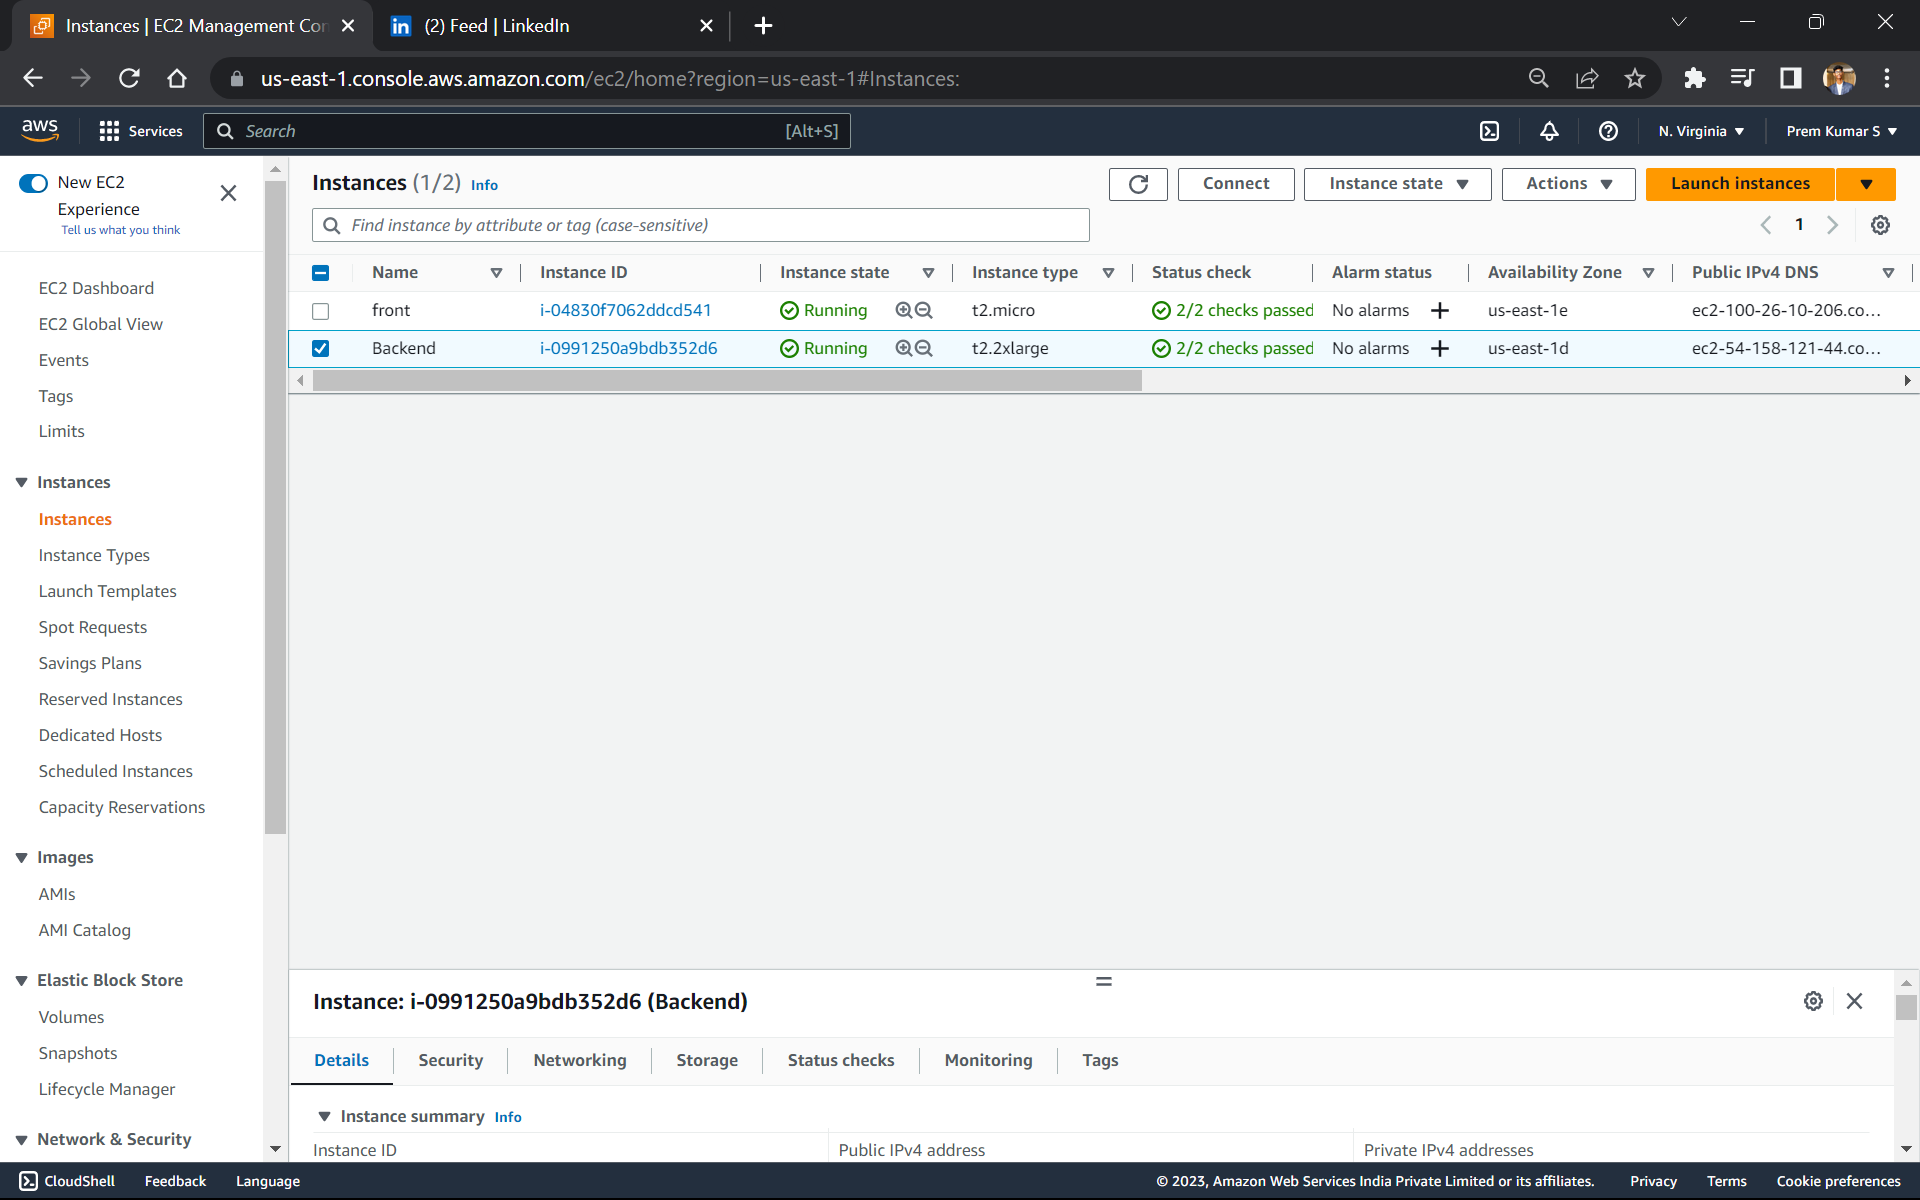 Instances | EC2 Management Con
(2) Feed | LinkedIn
us-east-1.console.aws.amazon.com/ec2/home?region=us-east-1#Instances:
aws
Services
Search
[Alt+S]
N. Virginia
Prem Kumar S
New EC2
Experience
Tell us what you think
EC2 Dashboard
EC2 Global View
Events
Tags
Limits
Instances
Instances
Instance Types
Launch Templates
Spot Requests
Savings Plans
Reserved Instances
Dedicated Hosts
Scheduled Instances
Capacity Reservations
Images
AMIs
AMI Catalog
Elastic Block Store
Volumes
Snapshots
Lifecycle Manager
Network & Security
Instances (1/2) Info
Connect
Instance state
Actions
Launch instances
Find instance by attribute or tag (case-sensitive)
1
Name Instance ID Instance state Instance type Status check Alarm status Availability Zone Public IPv4 DNS
front i-04830f7062ddcd541 Running t2.micro 2/2 checks passed No alarms + us-east-1e ec2-100-26-10-206.co...
Backend i-0991250a9bdb352d6 Running t2.2xlarge 2/2 checks passed No alarms + us-east-1d ec2-54-158-121-44.co...
Instance: i-0991250a9bdb352d6 (Backend)
Details Security Networking Storage Status checks Monitoring Tags
Instance summary Info
Instance ID Public IPv4 address Private IPv4 addresses
CloudShell Feedback Language © 2023, Amazon Web Services India Private Limited or its affiliates. Privacy Terms Cookie preferences